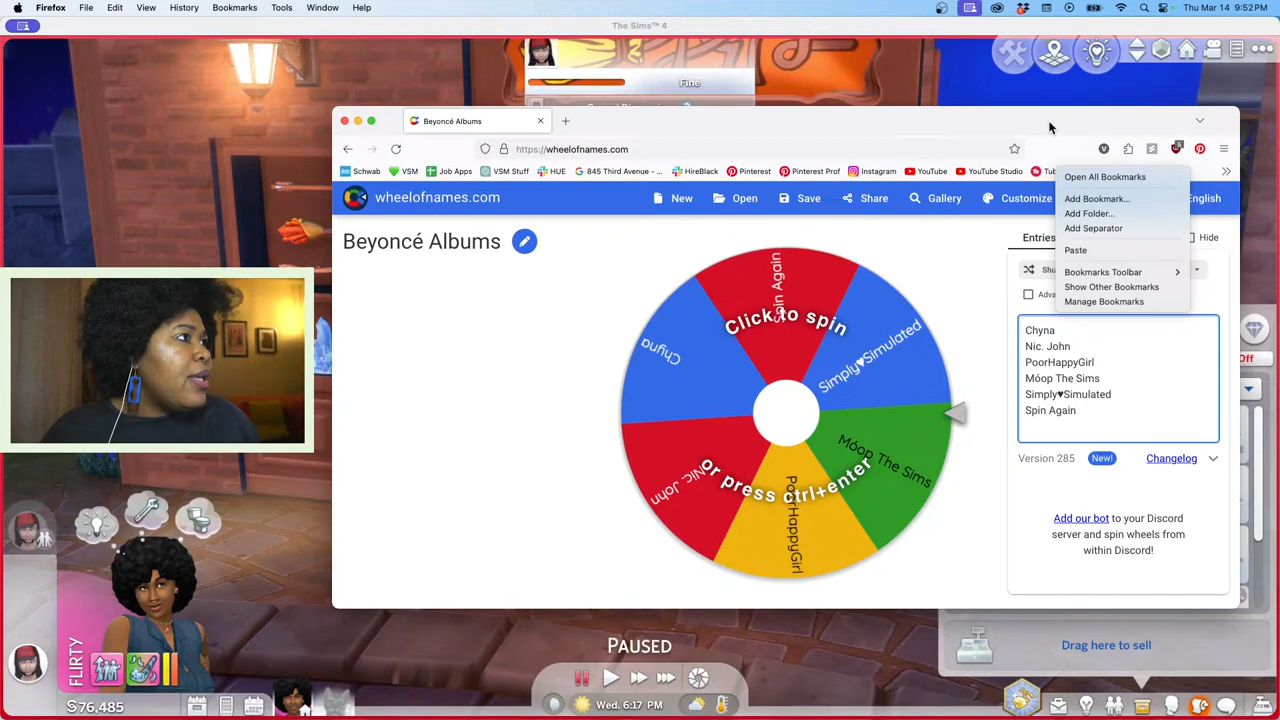 Firefox File Edit View History Bookmarks Tools Window Help
Thu Mar 14 9:52 PM
The Sims™ 4
Fine
Beyoncé Albums
https://wheelofnames.com
Schwab VSM Job Apps VSM Stuff HUE 845 Third Avenue - ... HireBlack Pinterest Pinterest Prof Instagram YouTube YouTube Studio
wheelofnames.com New Open Save Share Gallery Customize English
Open All Bookmarks
Add Bookmark...
Add Folder...
Add Separator
Paste
Bookmarks Toolbar
Show Other Bookmarks
Manage Bookmarks
Beyoncé Albums
Entries
Hide
Spin Again
Simply♥Simulated
Móop The Sims
PoorHappyGirl
Nic. John
Chyna
Click to spin
or press ctrl+enter
Chyna
Nic. John
PoorHappyGirl
Móop The Sims
Simply♥Simulated
Spin Again
Version 285 New! Changelog
Add our bot to your Discord
server and spin wheels from
within Discord!
Off
FLIRTY
PAUSED
Drag here to sell
Wed. 6:17 PM
§76,485